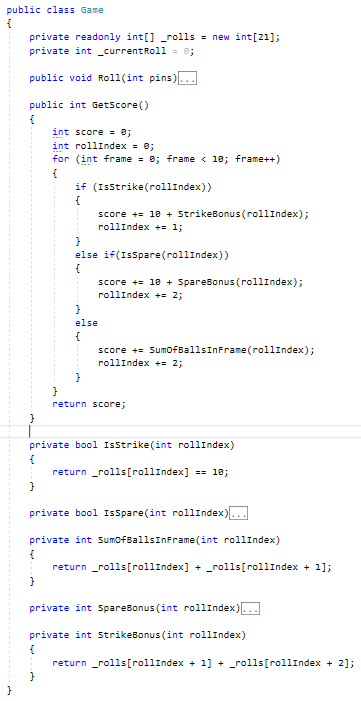 public class Game
{
    private readonly int[] _rolls = new int[21];
    private int _currentRoll = 0;

    public void Roll(int pins)...

    public int GetScore()
    {
        int score = 0;
        int rollIndex = 0;
        for (int frame = 0; frame < 10; frame++)
        {
            if (IsStrike(rollIndex))
            {
                score += 10 + StrikeBonus(rollIndex);
                rollIndex += 1;
            }
            else if(IsSpare(rollIndex))
            {
                score += 10 + SpareBonus(rollIndex);
                rollIndex += 2;
            }
            else
            {
                score += SumOfBallsInFrame(rollIndex);
                rollIndex += 2;
            }
        }
        return score;
    }

    private bool IsStrike(int rollIndex)
    {
        return _rolls[rollIndex] == 10;
    }

    private bool IsSpare(int rollIndex)...

    private int SumOfBallsInFrame(int rollIndex)
    {
        return _rolls[rollIndex] + _rolls[rollIndex + 1];
    }

    private int SpareBonus(int rollIndex)...

    private int StrikeBonus(int rollIndex)
    {
        return _rolls[rollIndex + 1] + _rolls[rollIndex + 2];
    }
}